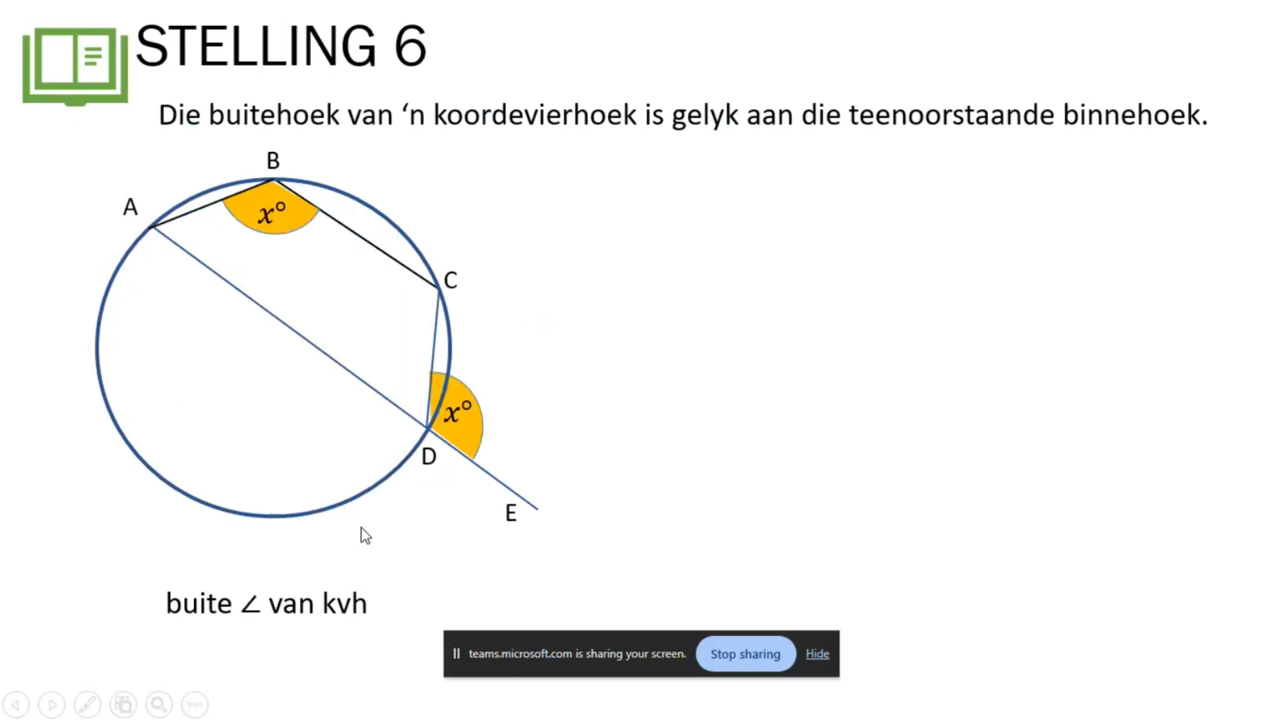 STELLING 6
Die buitehoek van ‘n koordevierhoek is gelyk aan die teenoorstaande binnehoek.
B
A
x°
C
x°
D
E
buite ∠ van kvh
teams.microsoft.com is sharing your screen. Stop sharing Hide